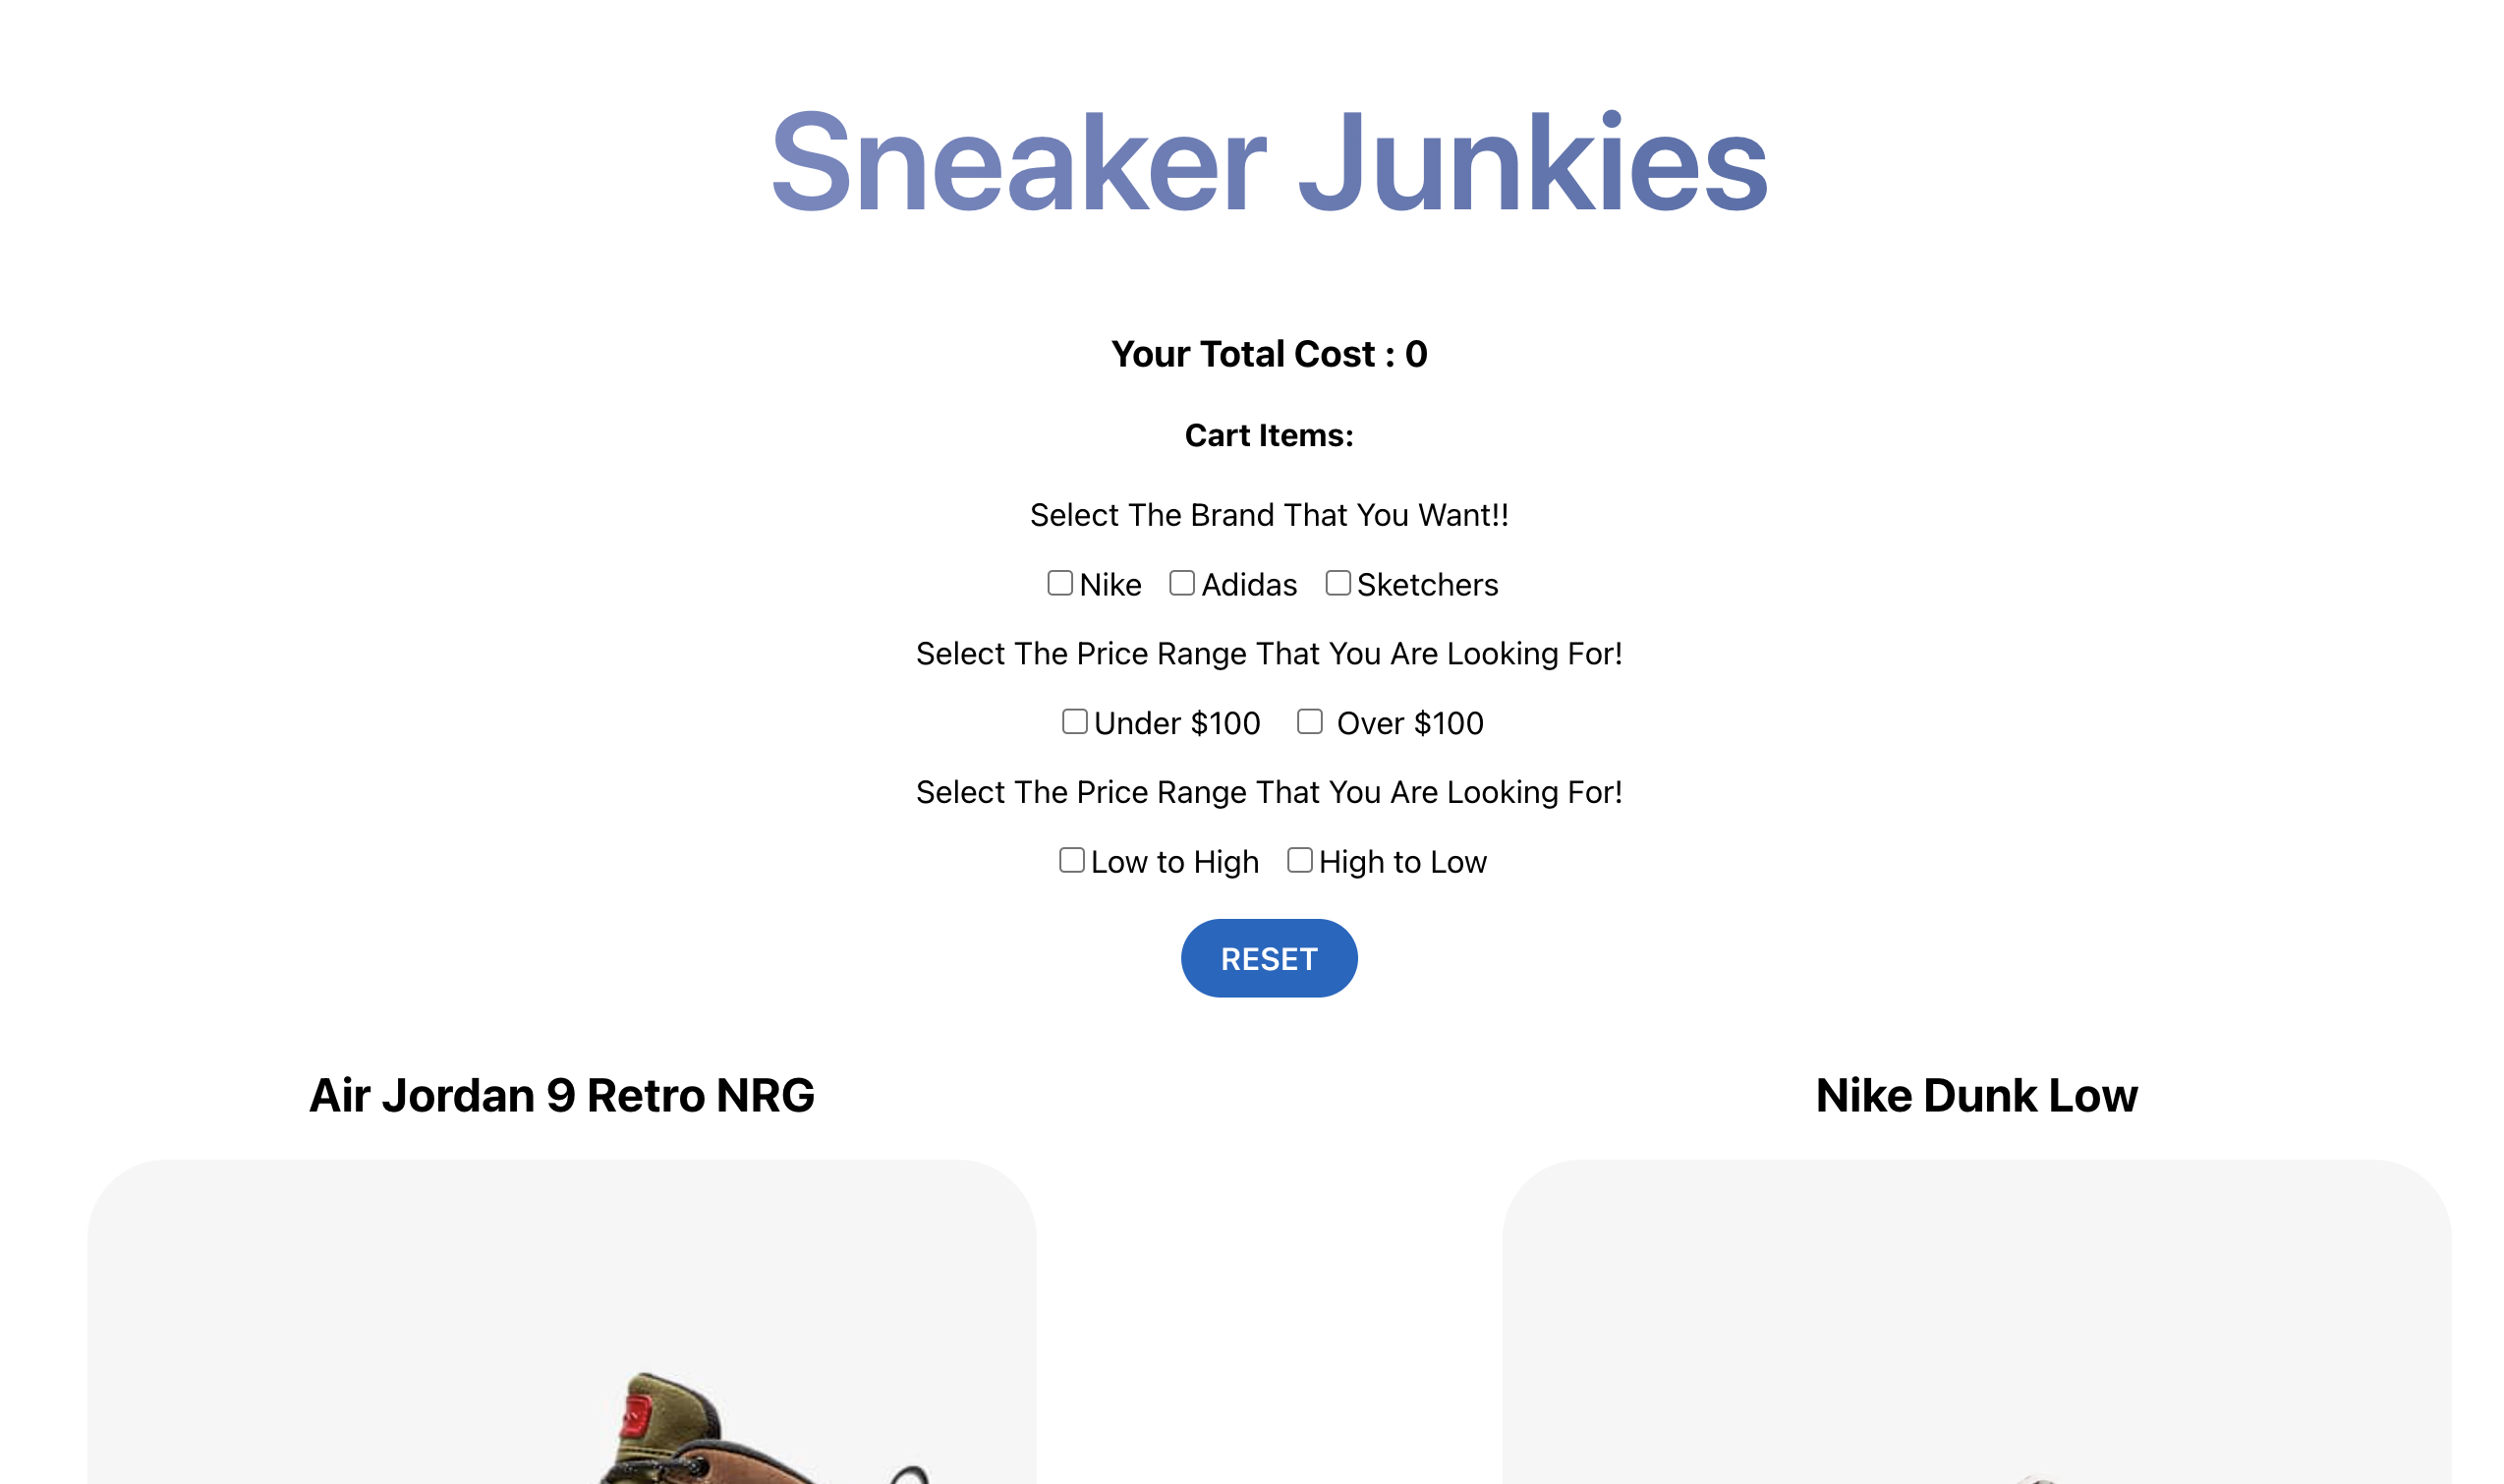 Sneaker Junkies
Your Total Cost : 0
Cart Items:
Select The Brand That You Want!!
Nike Adidas Sketchers
Select The Price Range That You Are Looking For!
Under $100 Over $100
Select The Price Range That You Are Looking For!
Low to High High to Low
RESET
Air Jordan 9 Retro NRG
Nike Dunk Low